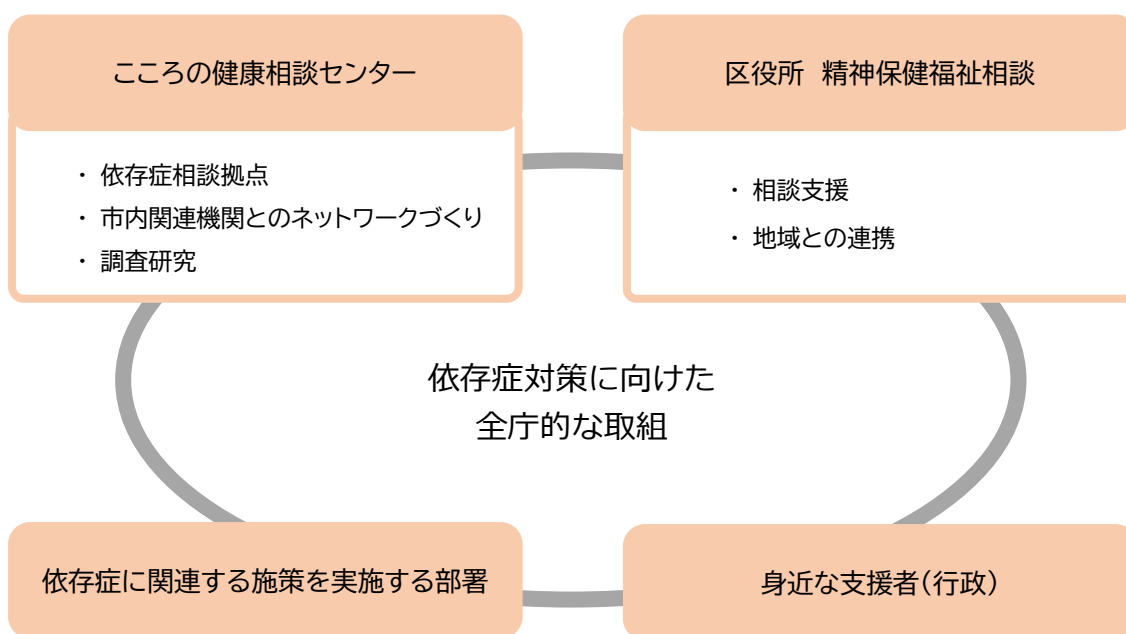 こころの健康相談センター
・ 依存症相談拠点
・ 市内関連機関とのネットワークづくり
・ 調査研究
区役所 精神保健福祉相談
・ 相談支援
・ 地域との連携
依存症対策に向けた
全庁的な取組
依存症に関連する施策を実施する部署
身近な支援者(行政)